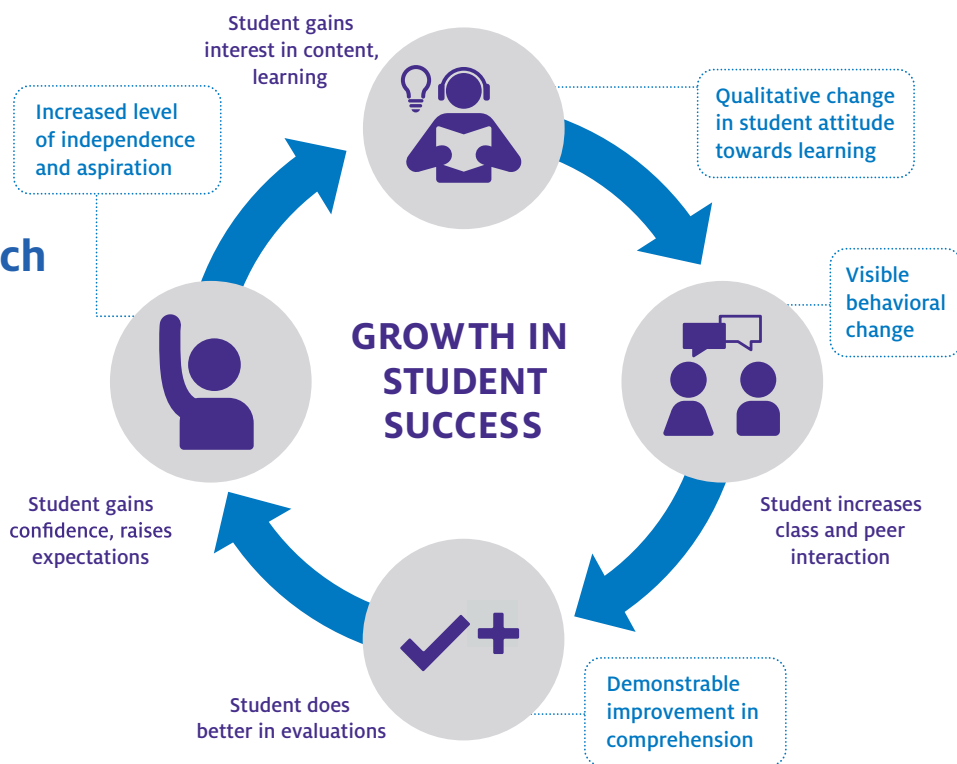 Student gains
interest in content,
learning
Increased level
of independence
and aspiration
Qualitative change
in student attitude
towards learning
ch
Visible
behavioral
change
GROWTH IN
STUDENT
SUCCESS
Student gains
confidence, raises
expectations
Student increases
class and peer
interaction
Student does
better in evaluations
Demonstrable
improvement in
comprehension